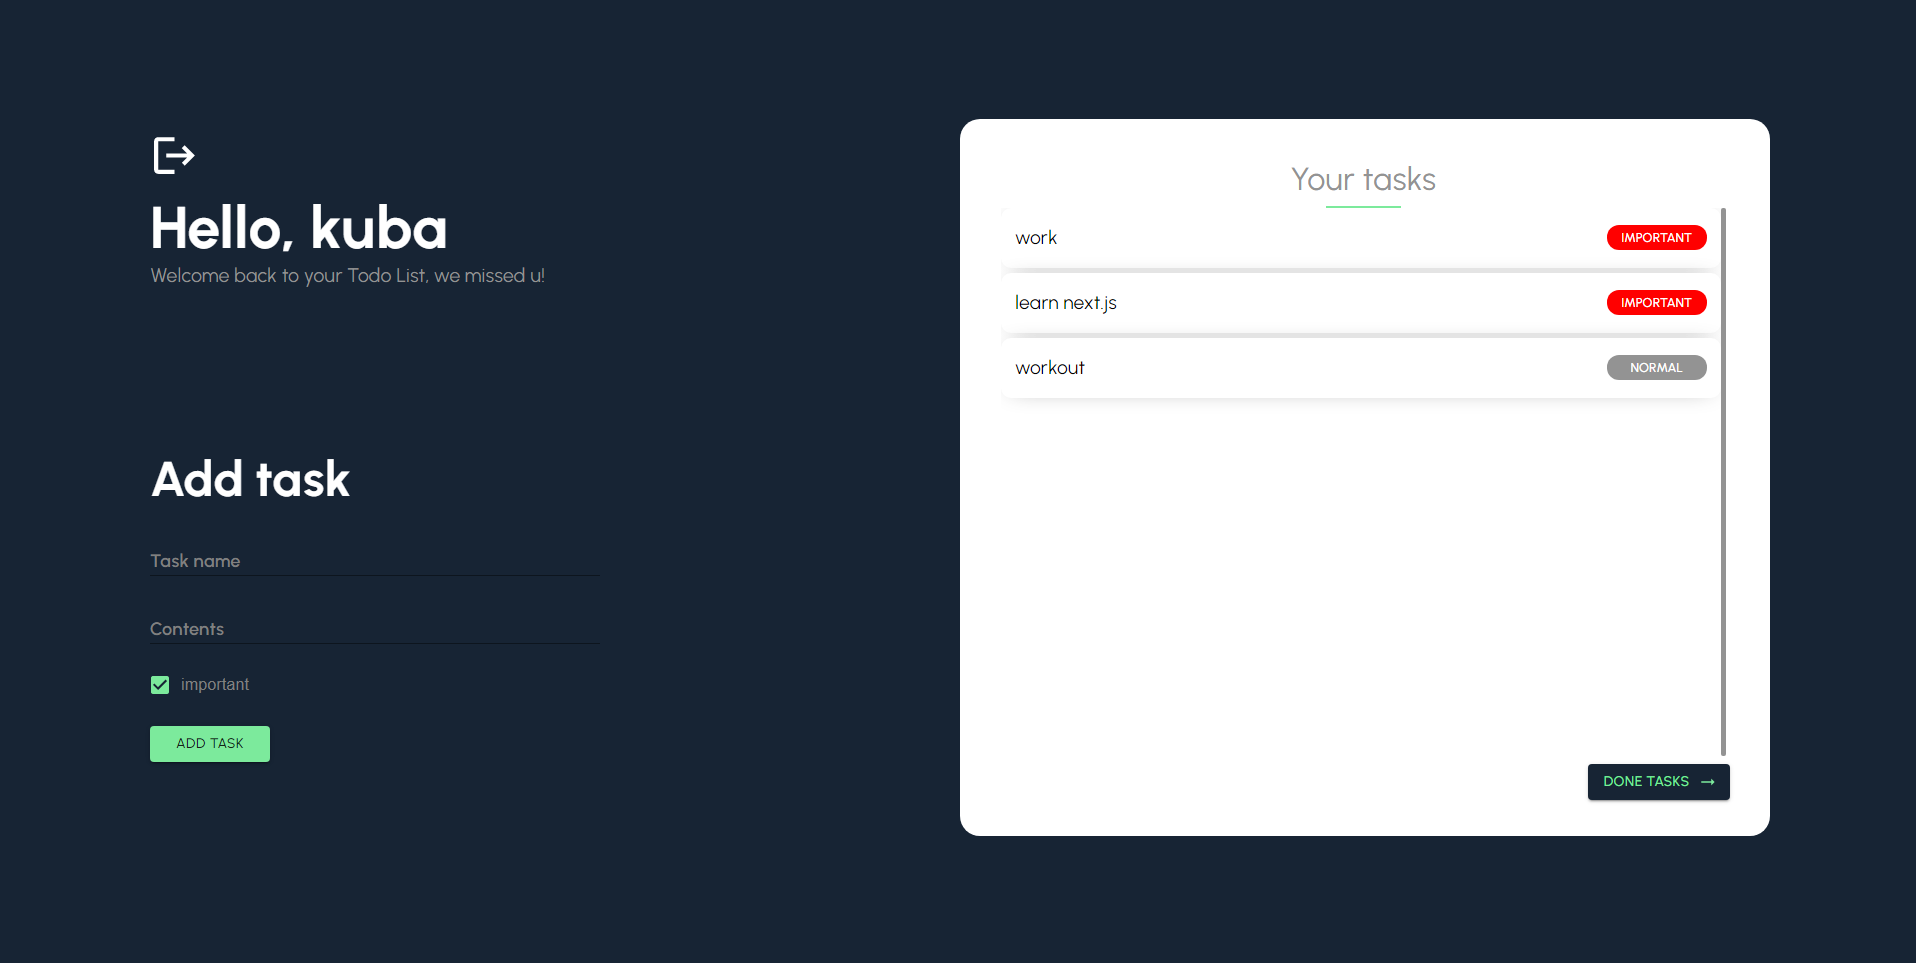 Hello, kuba
Welcome back to your Todo List, we missed u!
Add task
Task name
Contents
important
ADD TASK
Your tasks
work IMPORTANT
learn next.js IMPORTANT
workout NORMAL
DONE TASKS →